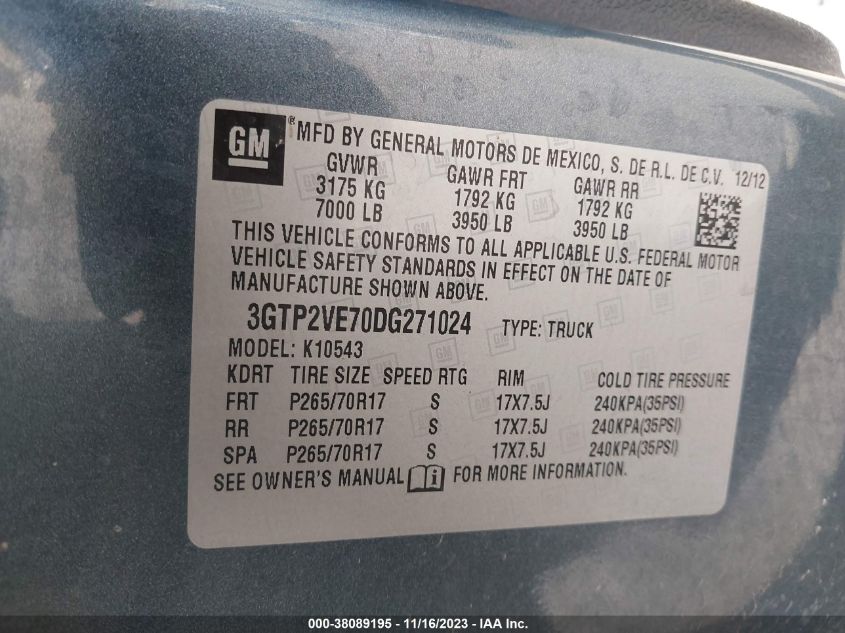 GM ® MFD BY GENERAL MOTORS DE MEXICO, S. DE R.L. DE C.V. 12/12
GVWR GAWR FRT GAWR RR
3175 KG 1792 KG 1792 KG
7000 LB 3950 LB 3950 LB
THIS VEHICLE CONFORMS TO ALL APPLICABLE U.S. FEDERAL MOTOR
VEHICLE SAFETY STANDARDS IN EFFECT ON THE DATE OF
MANUFACTURE SHOWN ABOVE.
3GTP2VE70DG271024 TYPE: TRUCK
MODEL: K10543
KDRT TIRE SIZE SPEED RTG RIM COLD TIRE PRESSURE
FRT P265/70R17 S 17X7.5J 240KPA(35PSI)
RR P265/70R17 S 17X7.5J 240KPA(35PSI)
SPA P265/70R17 S 17X7.5J 240KPA(35PSI)
SEE OWNER'S MANUAL i FOR MORE INFORMATION.
000-38089195 - 11/16/2023 - IAA Inc.